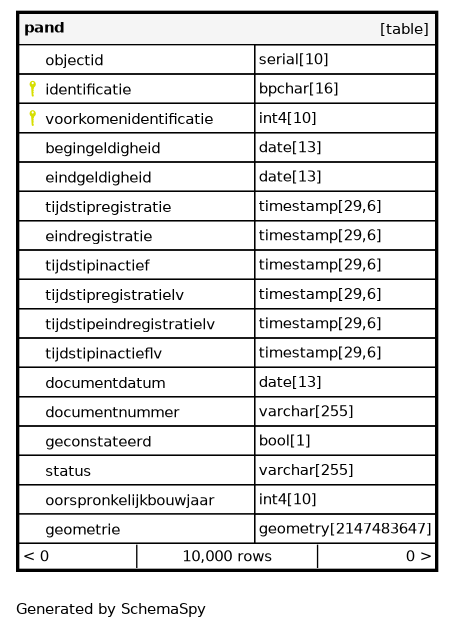 pand [table]
objectid serial[10]
identificatie bpchar[16]
voorkomenidentificatie int4[10]
begingeldigheid date[13]
eindgeldigheid date[13]
tijdstipregistratie timestamp[29,6]
eindregistratie timestamp[29,6]
tijdstipinactief timestamp[29,6]
tijdstipregistratielv timestamp[29,6]
tijdstipeindregistratielv timestamp[29,6]
tijdstipinactieflv timestamp[29,6]
documentdatum date[13]
documentnummer varchar[255]
geconstateerd bool[1]
status varchar[255]
oorspronkelijkbouwjaar int4[10]
geometrie geometry[2147483647]
< 0 10,000 rows 0 >
Generated by SchemaSpy